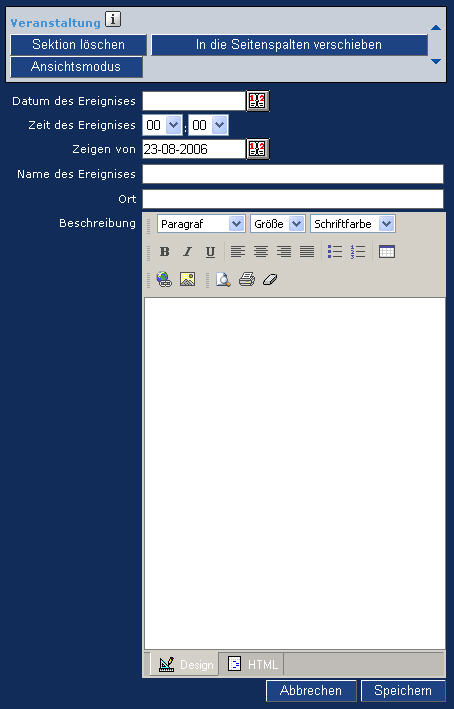 Veranstaltung i
Sektion löschen In die Seitenspalten verschieben
Ansichtsmodus
Datum des Ereignises
Zeit des Ereignises 00 : 00
Zeigen von 23-08-2006
Name des Ereignises
Ort
Beschreibung Paragraf Größe Schriftfarbe
B I U
Design HTML
Abbrechen Speichern